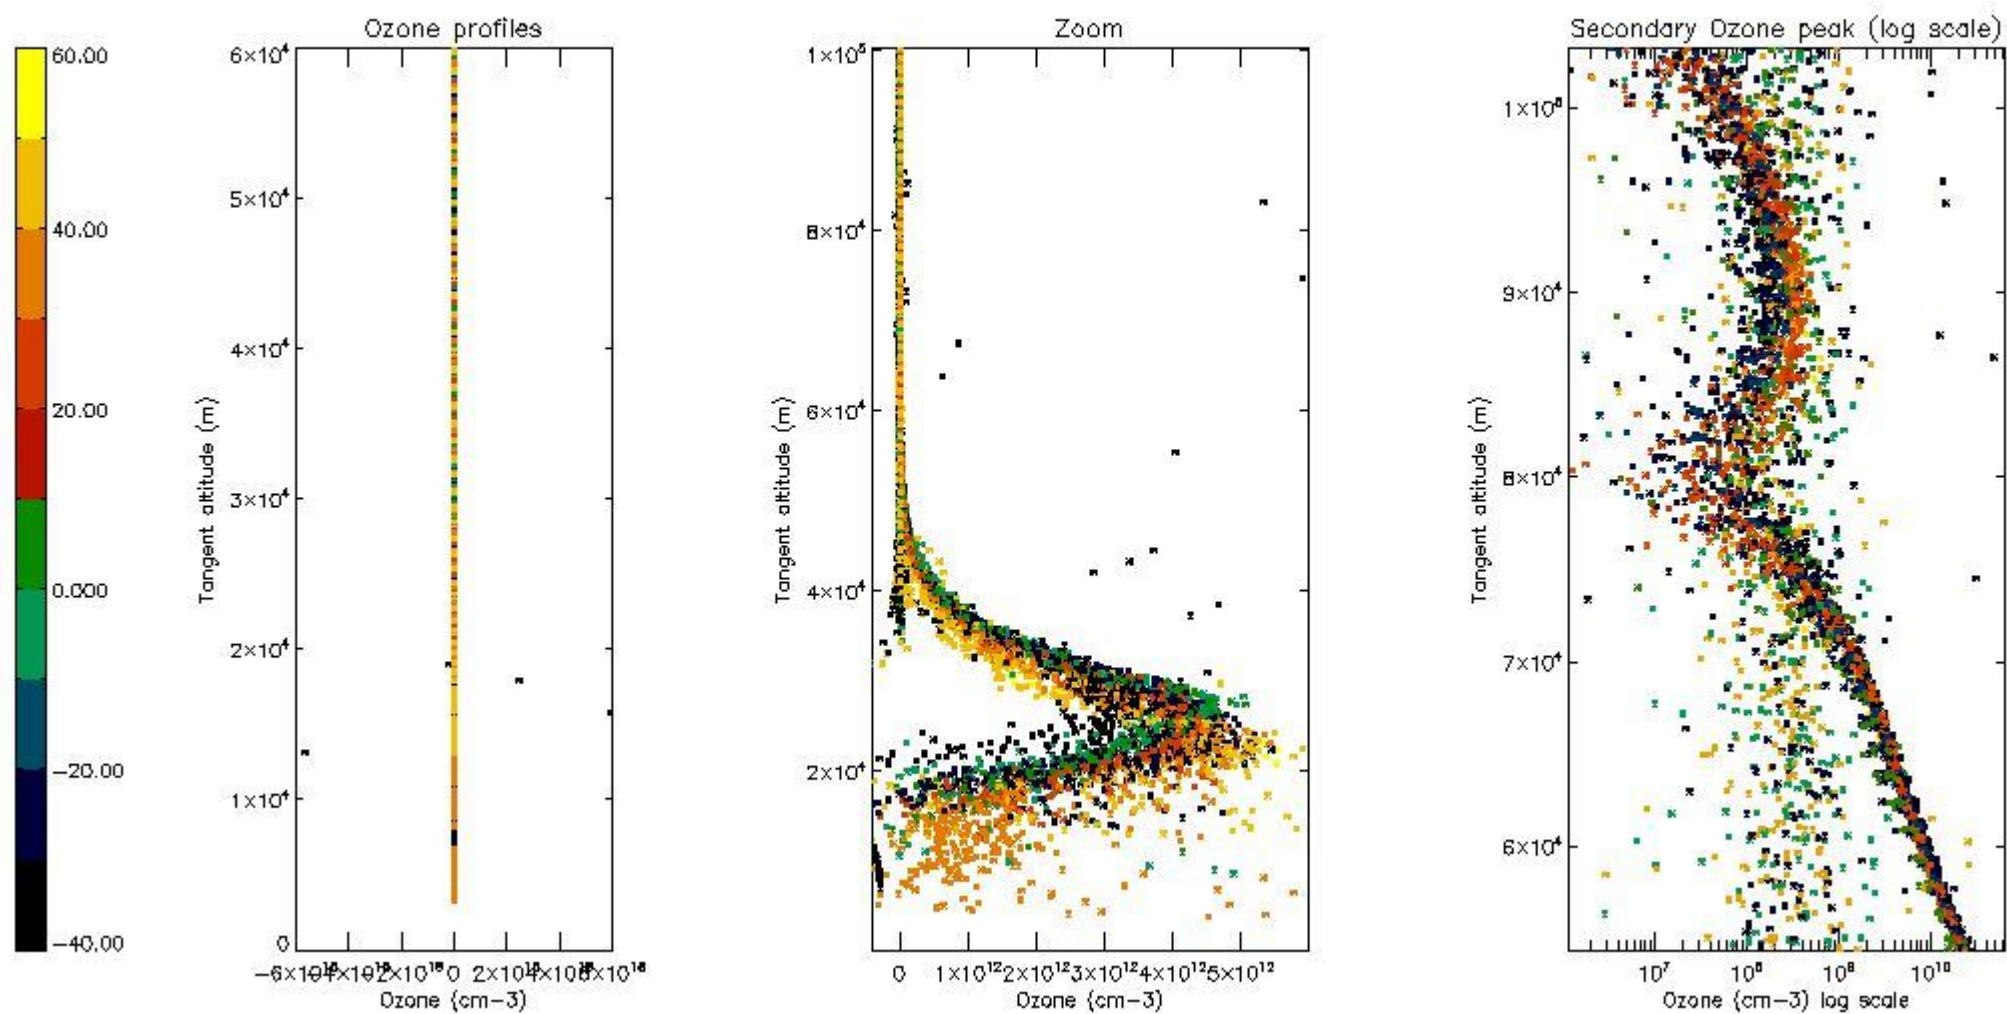 Ozone profiles
Zoom
Secondary Ozone peak (log scale)
60.00
40.00
20.00
0.000
−20.00
−40.00
Tangent altitude (m)
6×10⁴
5×10⁴
4×10⁴
3×10⁴
2×10⁴
1×10⁴
0
0
Ozone (cm−3)
Tangent altitude (m)
1×10⁵
8×10⁴
6×10⁴
4×10⁴
2×10⁴
0 1×10¹² 2×10¹² 3×10¹² 4×10¹² 5×10¹²
Ozone (cm−3)
Tangent altitude (m)
1×10⁵
9×10⁴
8×10⁴
7×10⁴
6×10⁴
10⁷ 10⁸ 10⁹ 10¹⁰
Ozone (cm−3) log scale